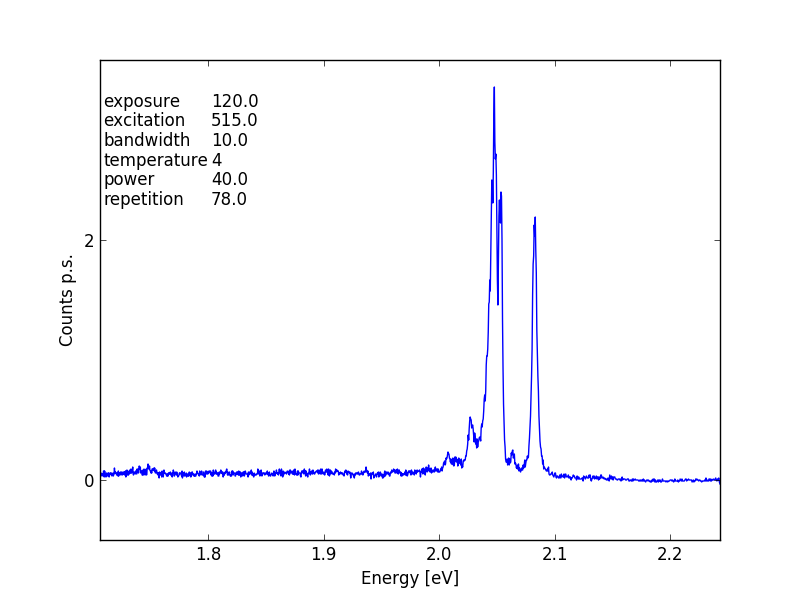 exposure 120.0
excitation 515.0
bandwidth 10.0
temperature 4
power 40.0
repetition 78.0
2
0
Counts p.s.
1.8 1.9 2.0 2.1 2.2
Energy [eV]